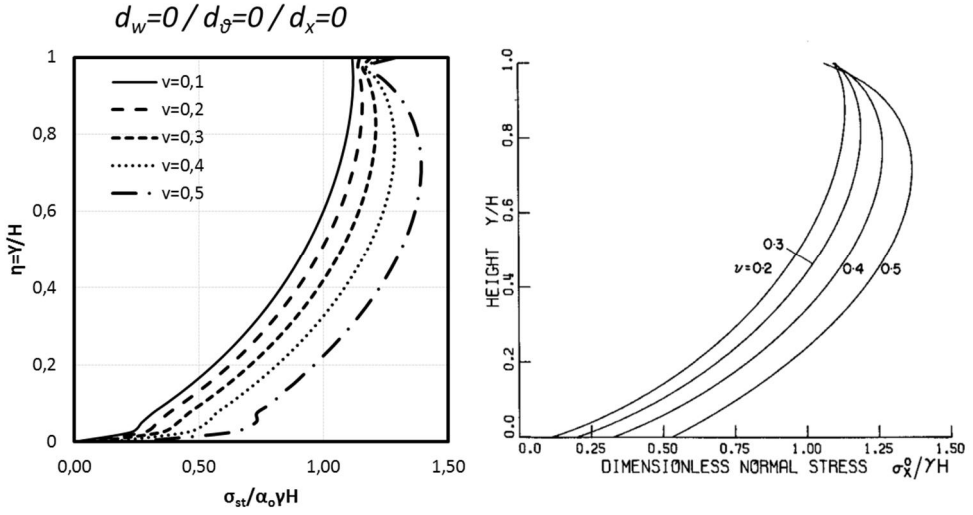 d_w=0 / d_ϑ=0 / d_x=0
1
0,8
0,6
0,4
0,2
0
η=Y/H
v=0,1
v=0,2
v=0,3
v=0,4
v=0,5
0,00 0,50 1,00 1,50
σ_st/α_oγH
1.0
0.8
0.6
0.4
0.2
0.0
HEIGHT Y/H
0.3
ν=0.2
0.4
0.5
0.0 0.25 0.50 0.75 1.00 1.25 1.50
DIMENSIONLESS NORMAL STRESS σ_x^o/γH